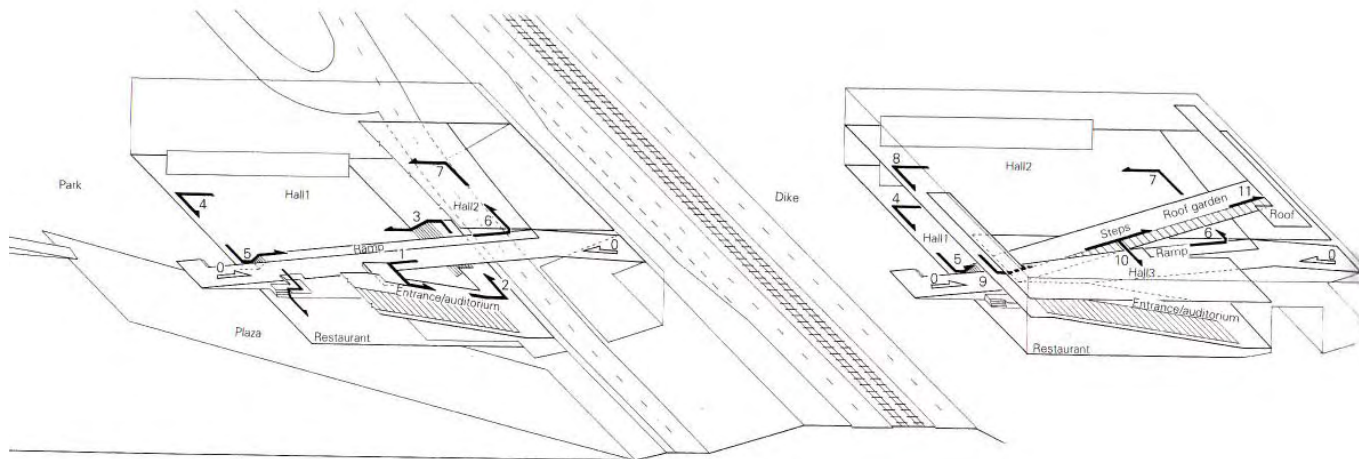 Park
Hall1
4
7
Hall2
3
6
5
Ramp
0
0
1
2
Entrance/auditorium
Plaza
Restaurant
Dike
8
Hall2
7
4
11
Roof garden
Roof
Steps
Hall1
6
Ramp
5
10
0
0
9
Hall3
Entrance/auditorium
Restaurant